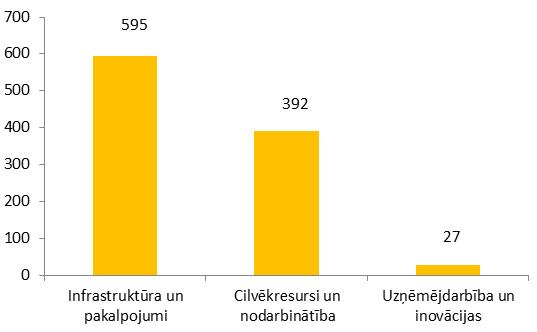 700
600
500
400
300
200
100
0
595
392
27
Infrastruktūra un
pakalpojumi
Cilvēkresursi un
nodarbinātība
Uzņēmējdarbība un
inovācijas